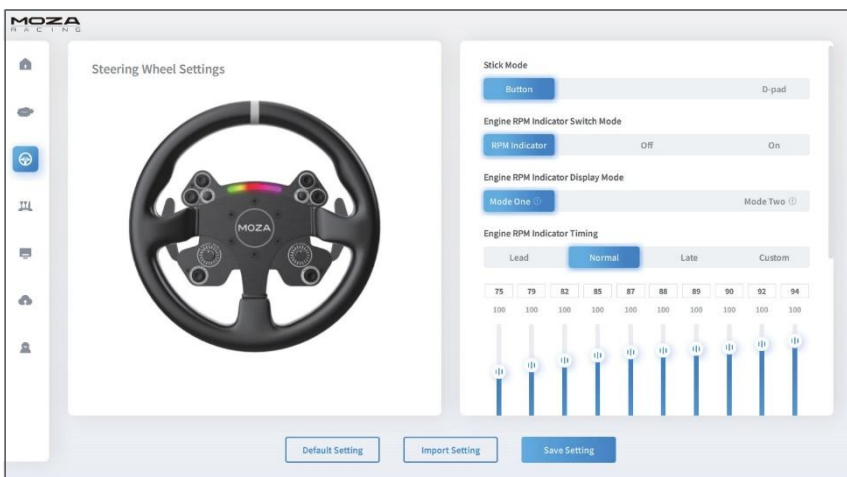 MOZA
RACING
Steering Wheel Settings
MOZA
Stick Mode
Button D-pad
Engine RPM Indicator Switch Mode
RPM Indicator Off On
Engine RPM Indicator Display Mode
Mode One Mode Two
Engine RPM Indicator Timing
Lead Normal Late Custom
75 79 82 85 87 88 89 90 92 94
100 100 100 100 100 100 100 100 100 100
Default Setting Import Setting Save Setting